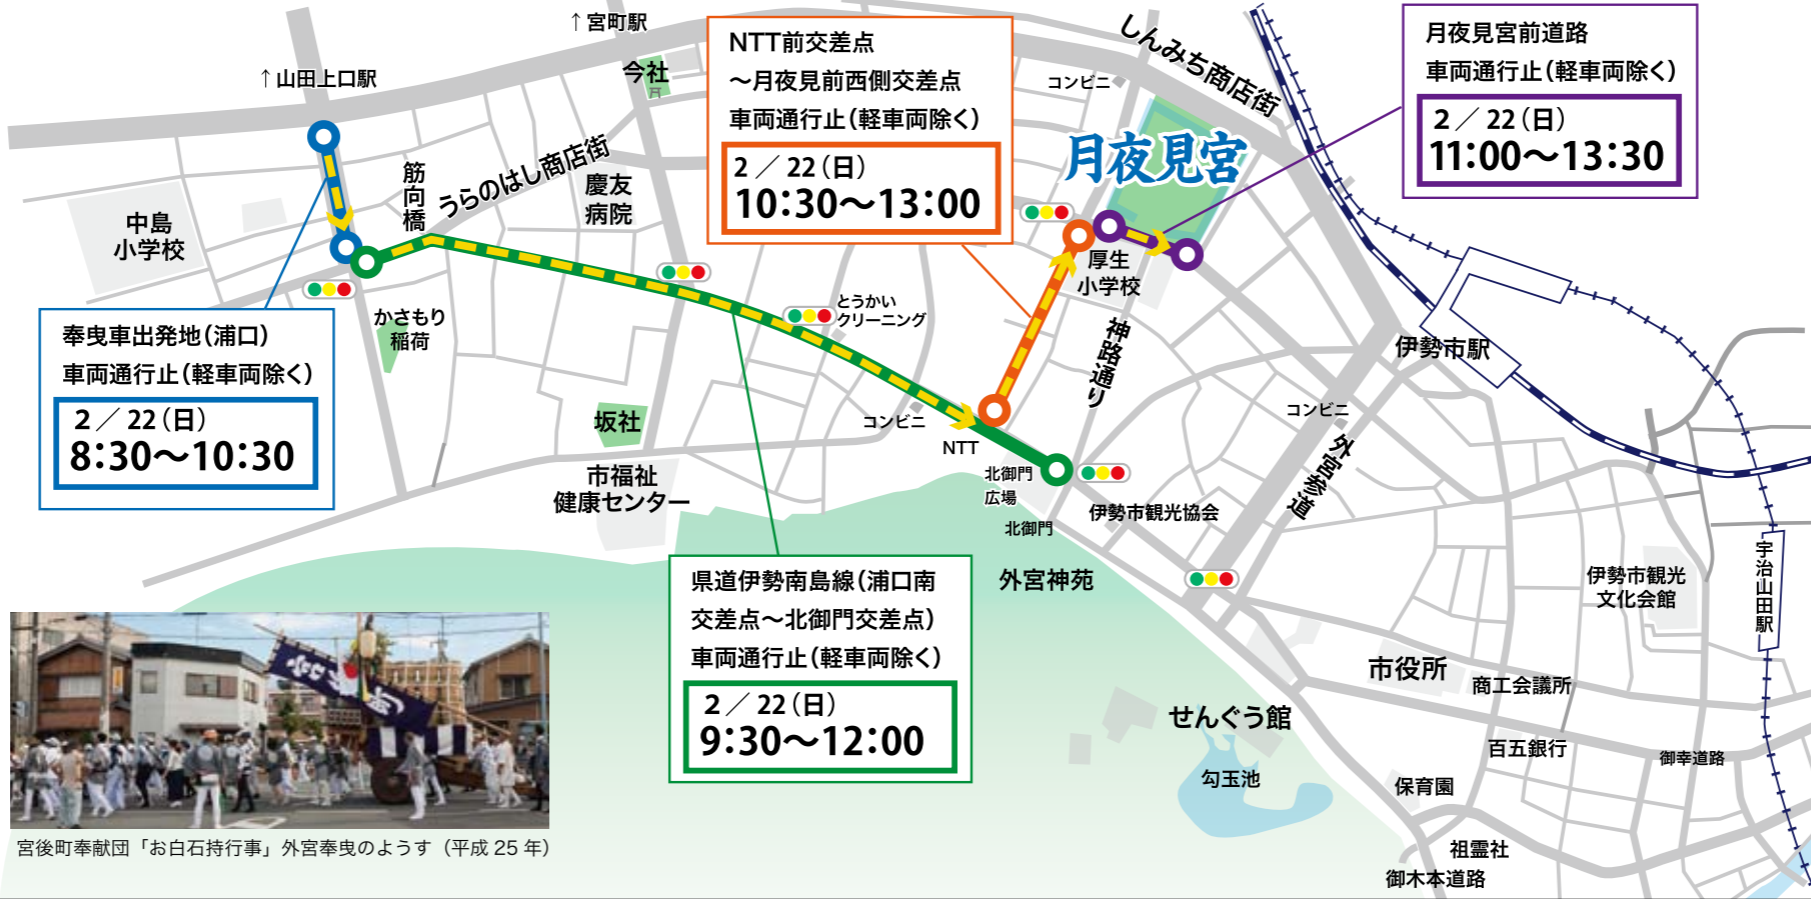 ↑宮町駅
↑山田上口駅
今社
NTT前交差点
～月夜見前西側交差点
車両通行止（軽車両除く）
2／22（日）
10：30～13：00
しんみち商店街
コンビニ
月夜見宮
月夜見宮前道路
車両通行止（軽車両除く）
2／22（日）
11：00～13：30
中島
小学校
筋向橋
うらのはし商店街
慶友
病院
厚生
小学校
奉曳車出発地（浦口）
車両通行止（軽車両除く）
2／22（日）
8：30～10：30
かさもり
稲荷
とうかい
クリーニング
神路通り
伊勢市駅
坂社
コンビニ
NTT
コンビニ
外宮参道
市福祉
健康センター
北御門
広場
北御門
伊勢市観光協会
県道伊勢南島線（浦口南
交差点～北御門交差点）
車両通行止（軽車両除く）
2／22（日）
9：30～12：00
外宮神苑
伊勢市観光
文化会館
宇治山田駅
市役所
商工会議所
せんぐう館
勾玉池
百五銀行
御幸道路
保育園
祖霊社
御木本道路
宮後町奉献団「お白石持行事」外宮奉曳のようす（平成 25 年）